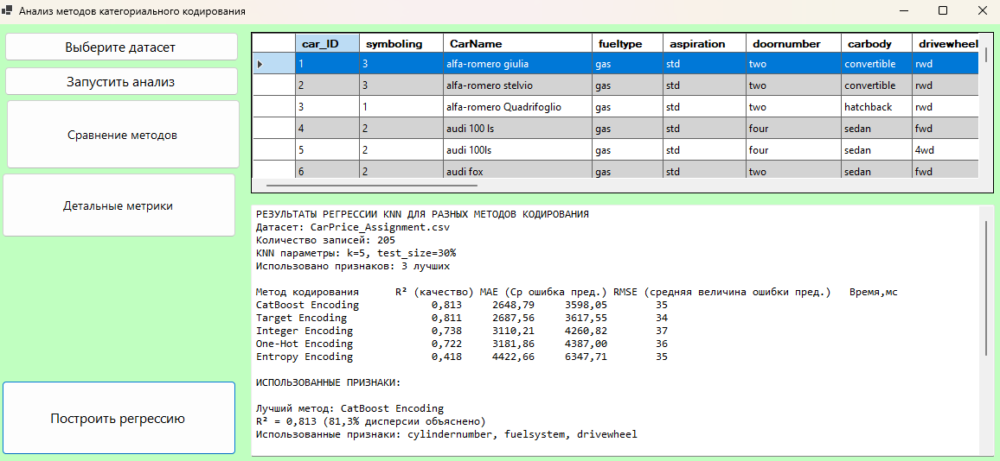 Анализ методов категориального кодирования
Выберите датасет
Запустить анализ
Сравнение методов
Детальные метрики
Построить регрессию
car_ID symboling CarName fueltype aspiration doornumber carbody drivewheel
1 3 alfa-romero giulia gas std two convertible rwd
2 3 alfa-romero stelvio gas std two convertible rwd
3 1 alfa-romero Quadrifoglio gas std two hatchback rwd
4 2 audi 100 ls gas std four sedan fwd
5 2 audi 100ls gas std four sedan 4wd
6 2 audi fox gas std two sedan fwd
РЕЗУЛЬТАТЫ РЕГРЕССИИ KNN ДЛЯ РАЗНЫХ МЕТОДОВ КОДИРОВАНИЯ
Датасет: CarPrice_Assignment.csv
Количество записей: 205
KNN параметры: k=5, test_size=30%
Использовано признаков: 3 лучших
Метод кодирования R² (качество) MAE (Ср ошибка пред.) RMSE (средняя величина ошибки пред.) Время,мс
CatBoost Encoding 0,813 2648,79 3598,05 35
Target Encoding 0,811 2687,56 3617,55 34
Integer Encoding 0,738 3110,21 4260,82 37
One-Hot Encoding 0,722 3181,86 4387,00 36
Entropy Encoding 0,418 4422,66 6347,71 35
ИСПОЛЬЗОВАННЫЕ ПРИЗНАКИ:
Лучший метод: CatBoost Encoding
R² = 0,813 (81,3% дисперсии объяснено)
Использованные признаки: cylindernumber, fuelsystem, drivewheel